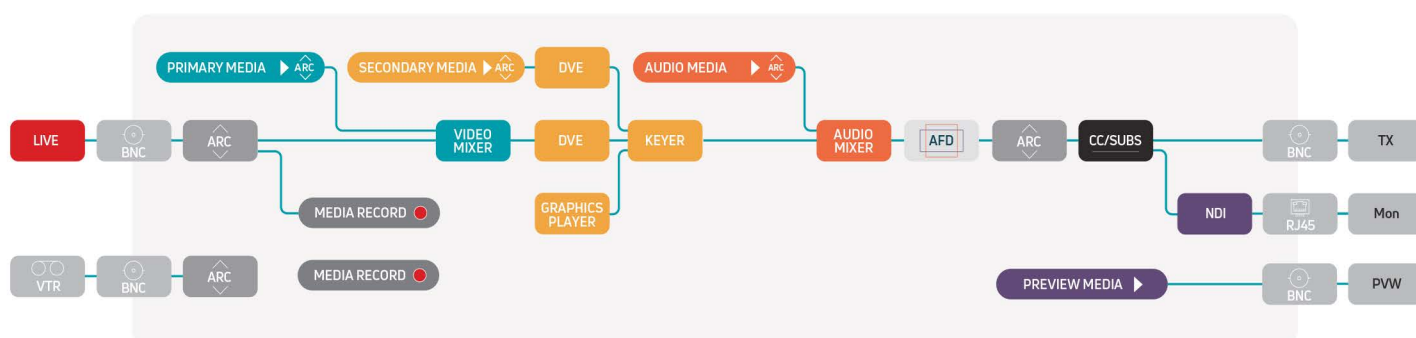 PRIMARY MEDIA ARC
SECONDARY MEDIA ARC
DVE
AUDIO MEDIA ARC
LIVE
BNC
ARC
VIDEO
MIXER
DVE
KEYER
AUDIO
MIXER
AFD
ARC
CC/SUBS
BNC
TX
MEDIA RECORD
GRAPHICS
PLAYER
NDI
RJ45
Mon
VTR
BNC
ARC
MEDIA RECORD
PREVIEW MEDIA
BNC
PVW